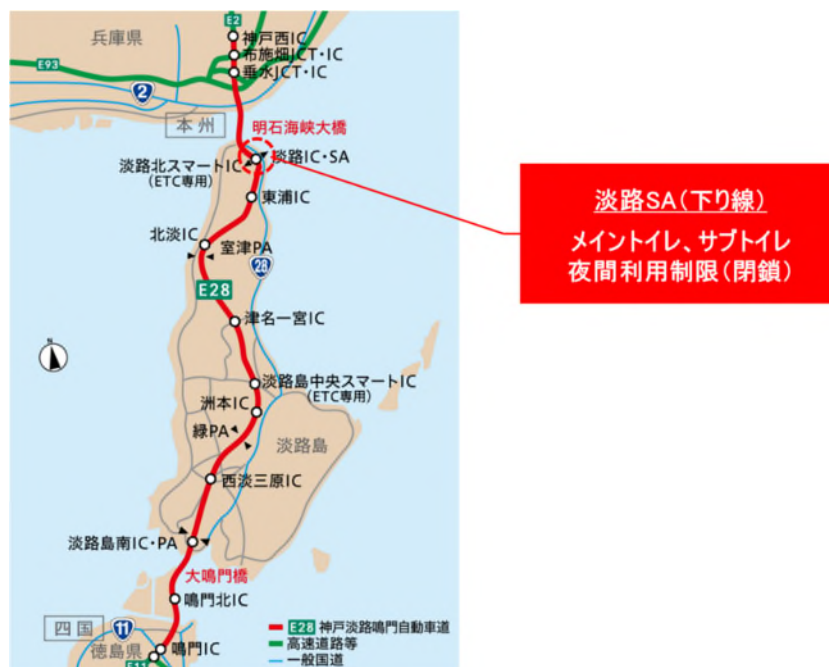 E2
兵庫県
神戸西IC
布施畑JCT・IC
垂水JCT・IC
E93
2
本州
明石海峡大橋
淡路IC・SA
淡路北スマートIC
(ETC専用)
東浦IC
北淡IC
室津PA
28
E28
津名一宮IC
N
淡路島中央スマートIC
(ETC専用)
洲本IC
緑PA
淡路島
西淡三原IC
淡路島南IC・PA
大鳴門橋
鳴門北IC
四国
11
徳島県
鳴門IC
E11
E28 神戸淡路鳴門自動車道
高速道路等
一般国道
淡路SA(下り線)
メイントイレ、サブトイレ
夜間利用制限(閉鎖)